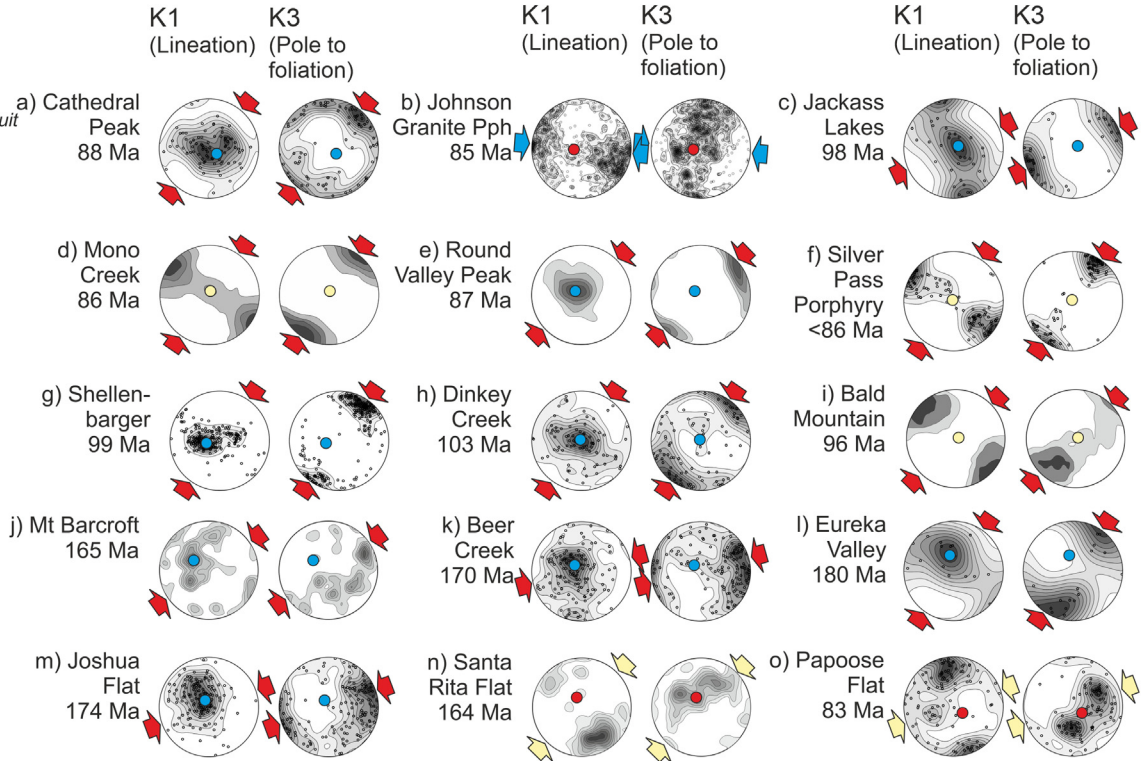 K1
(Lineation)
K3
(Pole to
foliation)
K1
(Lineation)
K3
(Pole to
foliation)
K1
(Lineation)
K3
(Pole to
foliation)
uit
a) Cathedral
Peak
88 Ma
b) Johnson
Granite Pph
85 Ma
c) Jackass
Lakes
98 Ma
d) Mono
Creek
86 Ma
e) Round
Valley Peak
87 Ma
f) Silver
Pass
Porphyry
<86 Ma
g) Shellen-
barger
99 Ma
h) Dinkey
Creek
103 Ma
i) Bald
Mountain
96 Ma
j) Mt Barcroft
165 Ma
k) Beer
Creek
170 Ma
l) Eureka
Valley
180 Ma
m) Joshua
Flat
174 Ma
n) Santa
Rita Flat
164 Ma
o) Papoose
Flat
83 Ma